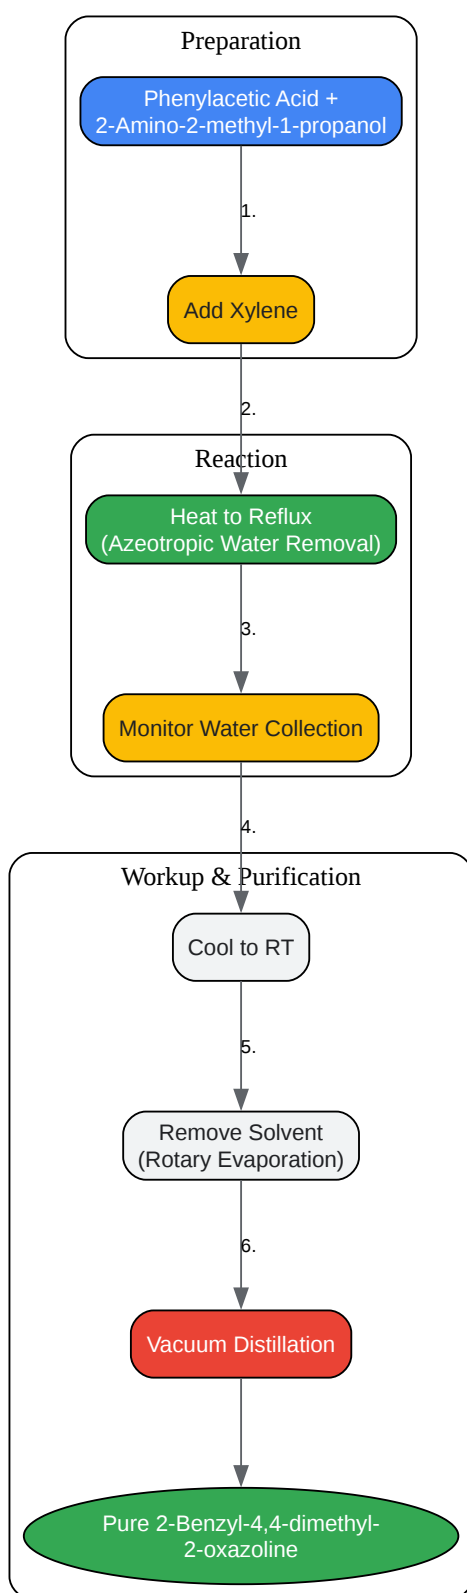 Preparation
Phenylacetic Acid +
2-Amino-2-methyl-1-propanol
1.
Add Xylene
2.
Reaction
Heat to Reflux
(Azeotropic Water Removal)
3.
Monitor Water Collection
4.
Workup & Purification
Cool to RT
5.
Remove Solvent
(Rotary Evaporation)
6.
Vacuum Distillation
Pure 2-Benzyl-4,4-dimethyl-
2-oxazoline